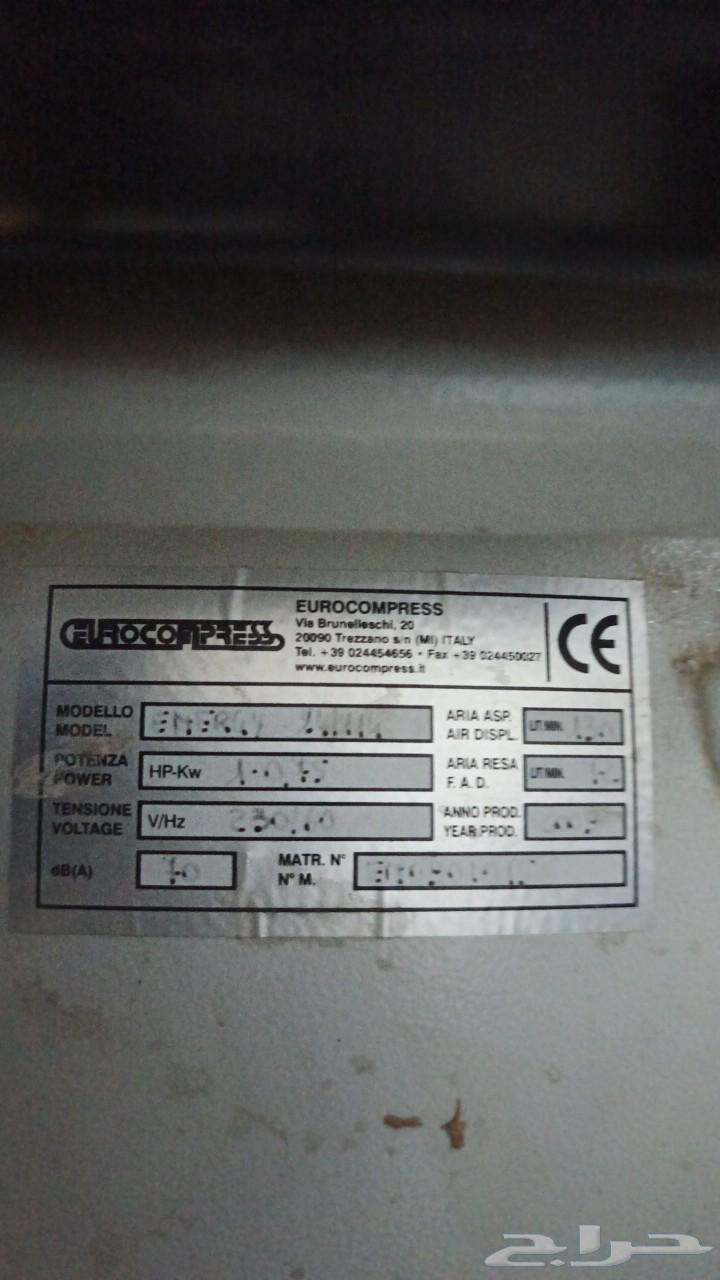 EUROCOMPRESS
EUROCOMPRESS
Via Brunelleschi, 20
20090 Trezzano s/n (MI) ITALY
Tel. +39 024454656 • Fax +39 024450027
www.eurocompress.it
CE
MODELLO
MODEL
ENERGY
ARIA ASP.
AIR DISPL.
LIT/MIN.
POTENZA
POWER
HP-Kw
ARIA RESA
F.A.D.
LIT/MIN.
TENSIONE
VOLTAGE
V/Hz
ANNO PROD.
YEAR PROD.
dB(A)
70
MATR. N°
N° M.
حراج